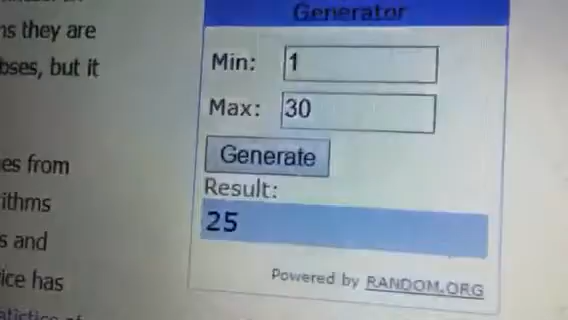 ns they are
bses, but it
es from
ithms
s and
ice has
Generator
Min: 1
Max: 30
Generate
Result:
25
Powered by RANDOM.ORG